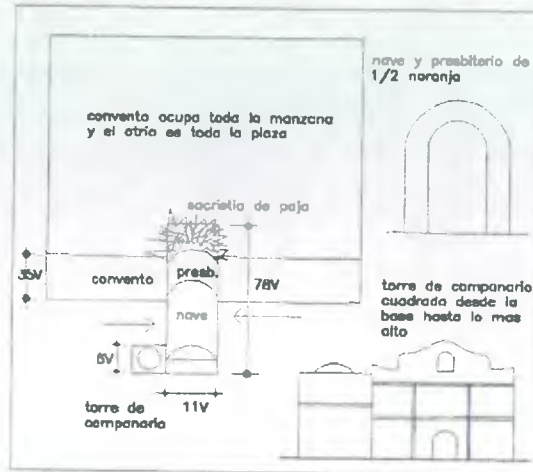 nave y presbiterio de
1/2 naranja
convento ocupa toda la manzana
y el atrio es toda la plaza
sacristia de paja
35V
convento
presb.
78V
nave
torre de campanario
cuadrada desde la
base hasta lo mas
alto
8V
11V
torre de
campanario